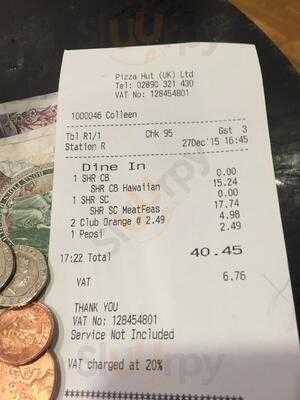 Pizza Hut (UK) Ltd
Tel: 02890 321 430
VAT No: 128454801
1000046 Colleen
Tbl R1/1 Chk 95 Gst 3
Station R 27Dec'15 16:45
Dine In
1 SHR CB 0.00
SHR CB Hawaiian 15.24
1 SHR SC 0.00
SHR SC MeatFeas 17.74
2 Club Orange @ 2.49 4.98
1 Pepsi 2.49
17:22 Total 40.45
VAT 6.76
THANK YOU
VAT No: 128454801
Service Not Included
VAT charged at 20%